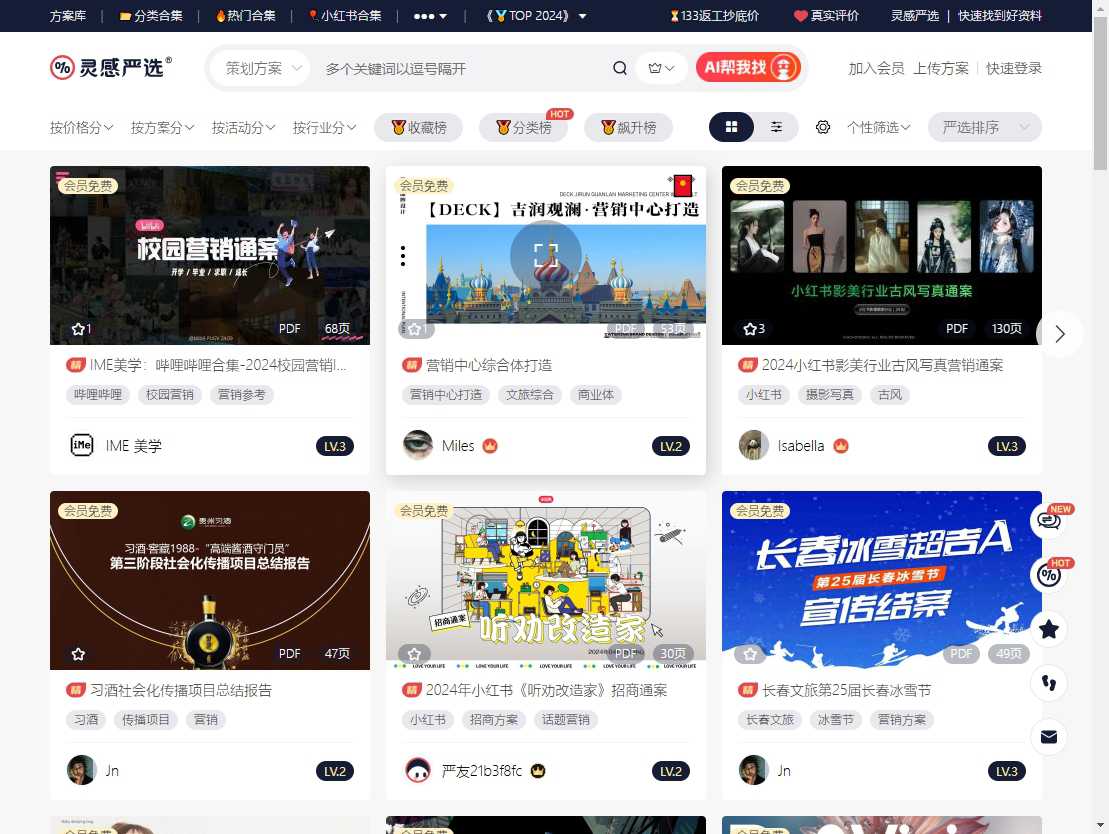 方案库 | 分类合集 | 热门合集 | 小红书合集 | ••• | 《TOP 2024》 133返工抄底价 真实评价 灵感严选 | 快速找到好资料
灵感严选® 策划方案 多个关键词以逗号隔开 AI帮我找 加入会员 上传方案 | 快速登录
按价格分 按方案分 按活动分 按行业分 收藏榜 分类榜 HOT 飙升榜 个性筛选 严选排序
会员免费
校园营销通案
开学 / 毕业 / 求职 / 成长
1 PDF 68页
精 IME美学：哔哩哔哩合集-2024校园营销I...
哔哩哔哩 校园营销 营销参考
iMe IME 美学 LV.3
会员免费
【DECK】吉润观澜·营销中心打造
1 PDF 53页
精 营销中心综合体打造
营销中心打造 文旅综合 商业体
Miles LV.2
会员免费
小红书影美行业古风写真通案
3 PDF 130页
精 2024小红书影美行业古风写真营销通案
小红书 摄影写真 古风
Isabella LV.3
会员免费
贵州习酒
习酒·窖藏1988-“高端酱酒守门员”
第三阶段社会化传播项目总结报告
PDF 47页
精 习酒社会化传播项目总结报告
习酒 传播项目 营销
Jn LV.2
会员免费
招商通案
听劝改造家
LOVE YOUR LIFE LOVE YOUR LIFE LOVE YOUR LIFE LOVE YOUR LIFE
PDF 30页
精 2024年小红书《听劝改造家》招商通案
小红书 招商方案 话题营销
严友21b3f8fc LV.2
会员免费
长春冰雪超吉A
第25届长春冰雪节
宣传结案
PDF 49页
精 长春文旅第25届长春冰雪节
长春文旅 冰雪节 营销方案
Jn LV.3
NEW
HOT
会员免费
会员免费
会员免费